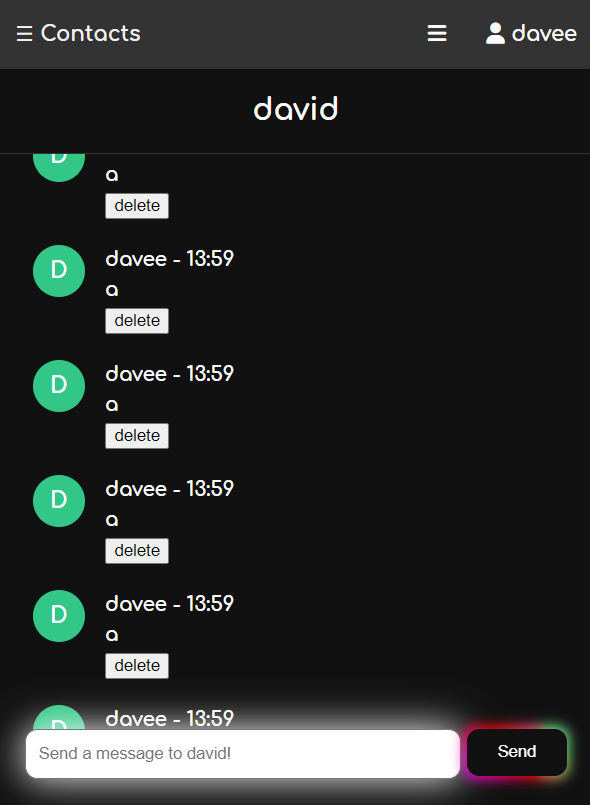 ☰ Contacts
davee
david
D
a
delete
D
davee - 13:59
a
delete
D
davee - 13:59
a
delete
D
davee - 13:59
a
delete
D
davee - 13:59
a
delete
D
davee - 13:59
Send a message to david!
Send